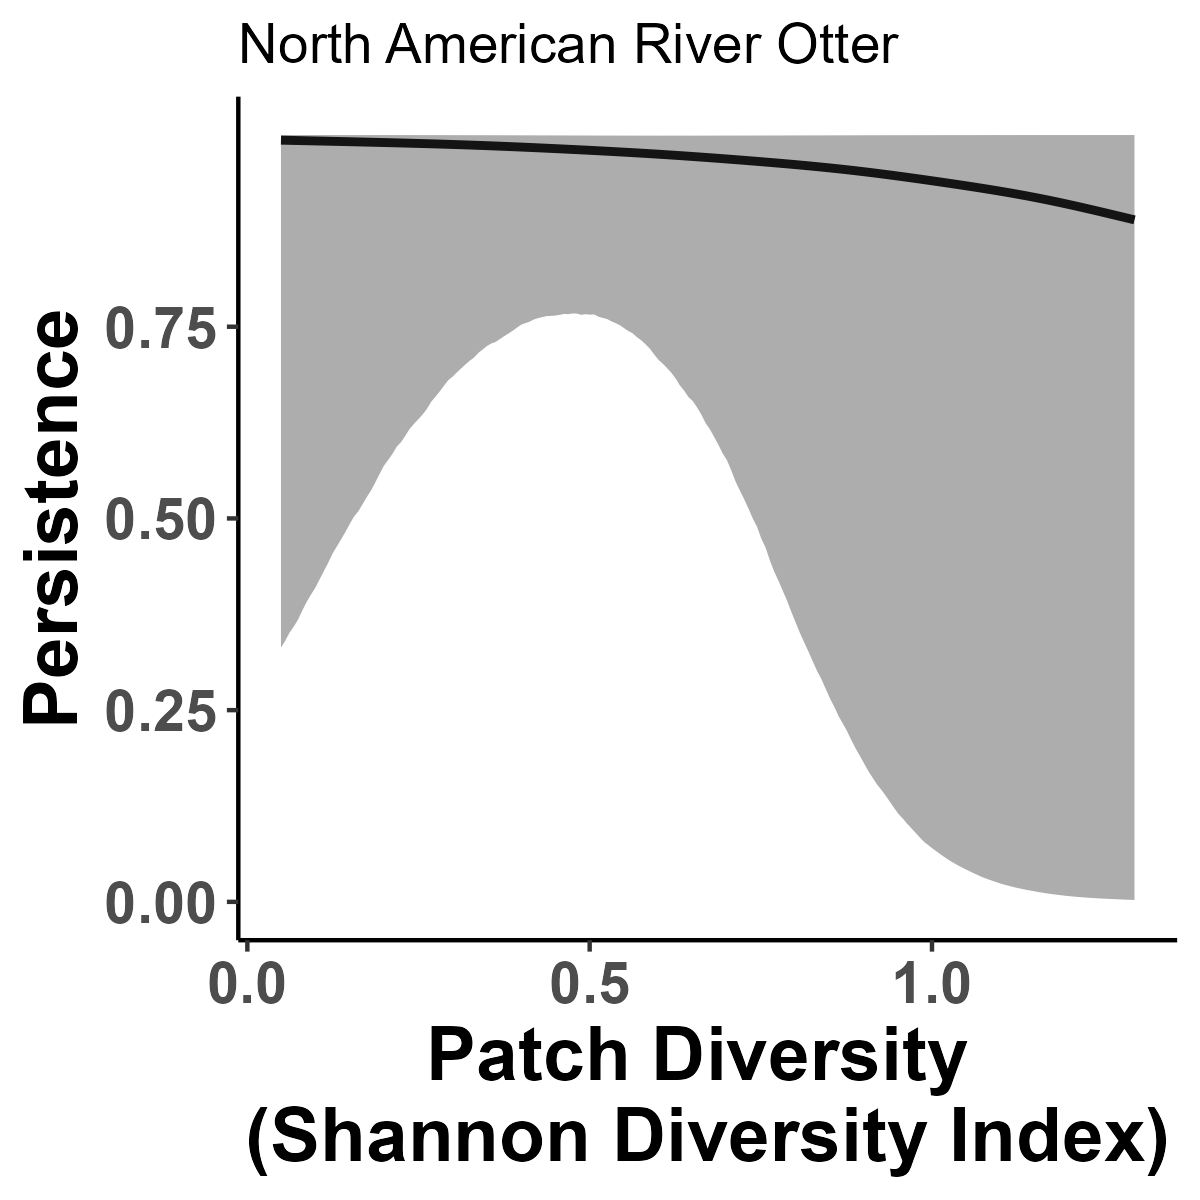 North American River Otter
Persistence
0.75
0.50
0.25
0.00
0.0 0.5 1.0
Patch Diversity
(Shannon Diversity Index)